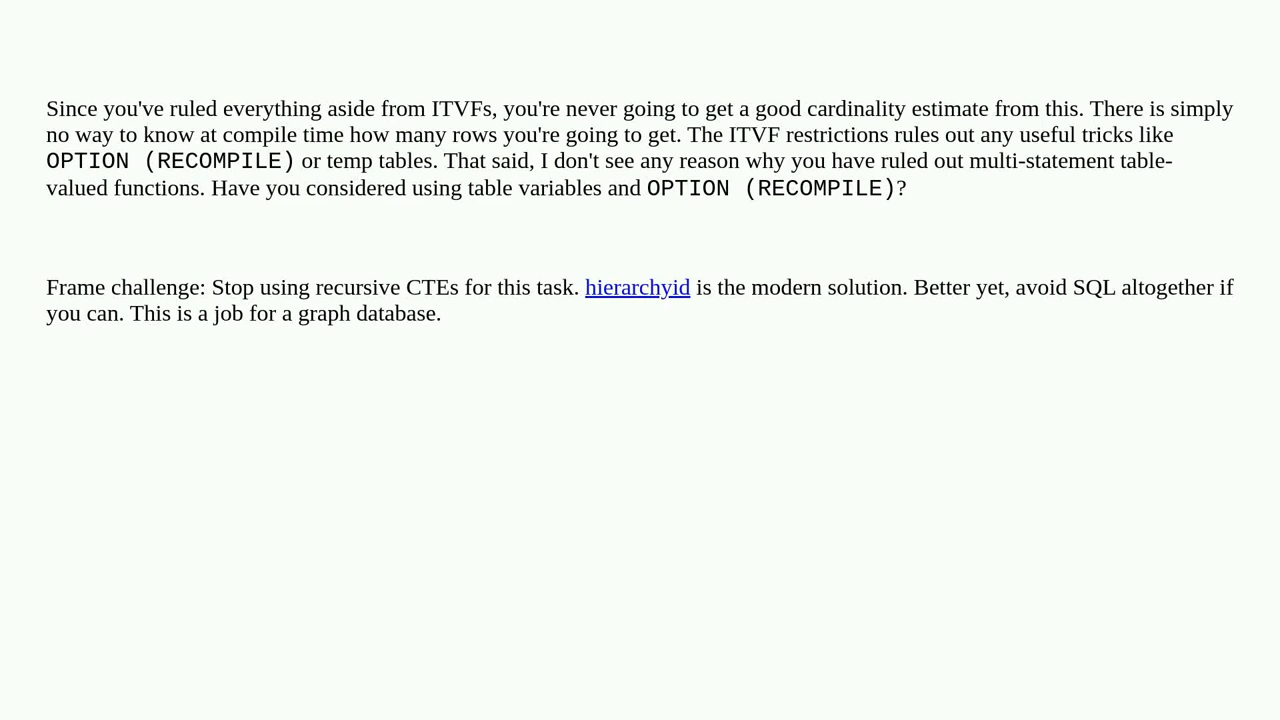 Since you've ruled everything aside from ITVFs, you're never going to get a good cardinality estimate from this. There is simply
no way to know at compile time how many rows you're going to get. The ITVF restrictions rules out any useful tricks like
OPTION (RECOMPILE) or temp tables. That said, I don't see any reason why you have ruled out multi-statement table-
valued functions. Have you considered using table variables and OPTION (RECOMPILE)?
Frame challenge: Stop using recursive CTEs for this task. hierarchyid is the modern solution. Better yet, avoid SQL altogether if
you can. This is a job for a graph database.